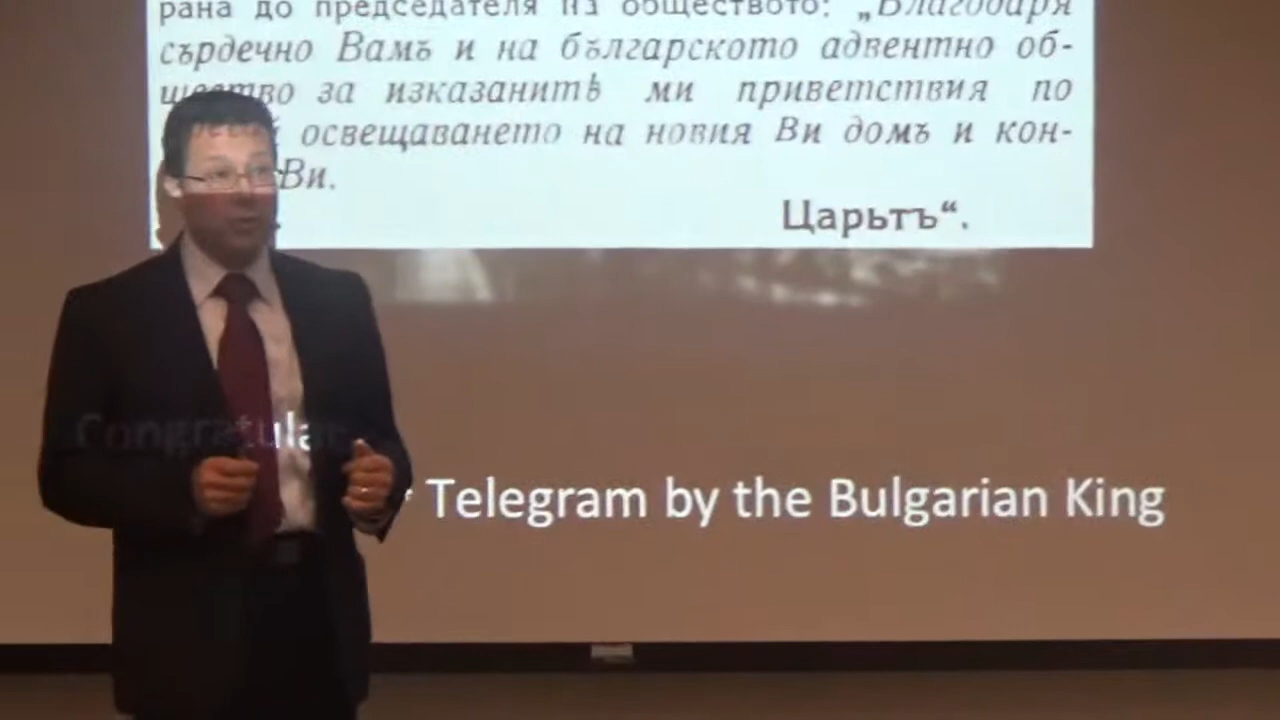 рана до председателя на обществото: „Благодаря
сърдечно Вамъ и на българското адвентно об-
щество за изказанитѣ ми приветствия по
освещаването на новия Ви домъ и кон-
Ви.
Царьтъ“.
Telegram by the Bulgarian King